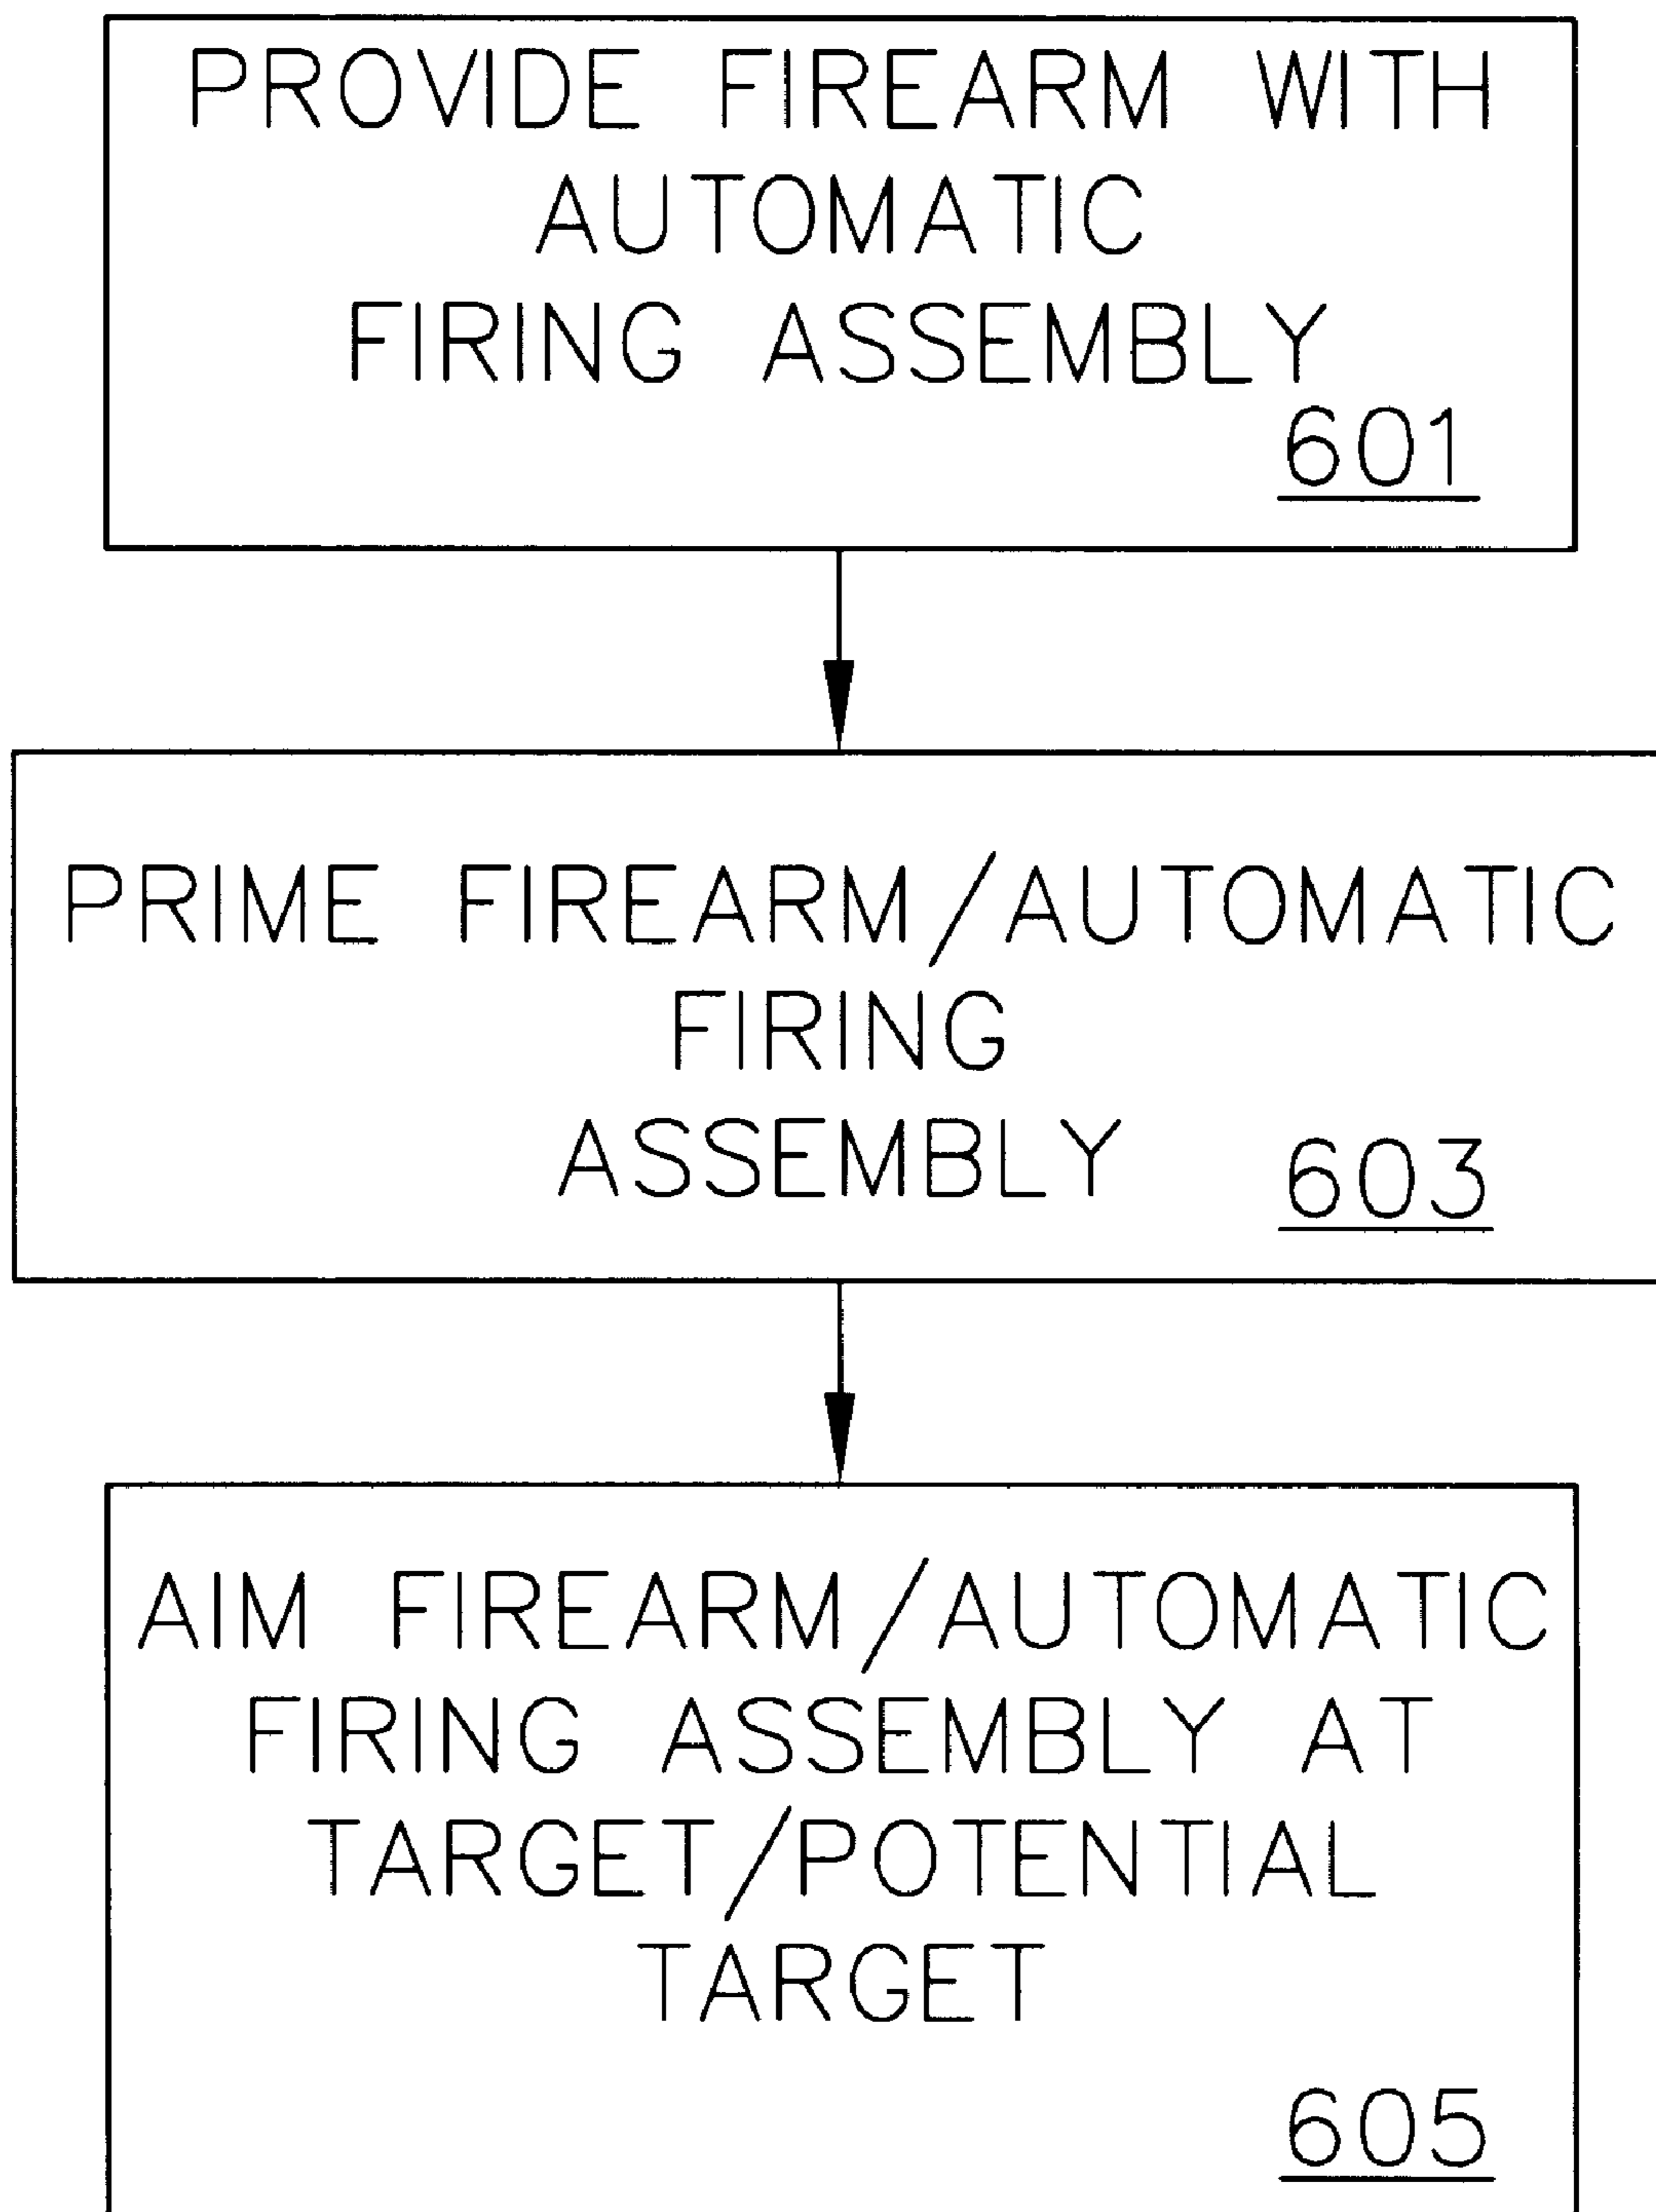 PROVIDE FIREARM WITH
AUTOMATIC
FIRING ASSEMBLY
601
PRIME FIREARM/AUTOMATIC
FIRING
ASSEMBLY 603
AIM FIREARM/AUTOMATIC
FIRING ASSEMBLY AT
TARGET/POTENTIAL
TARGET
605